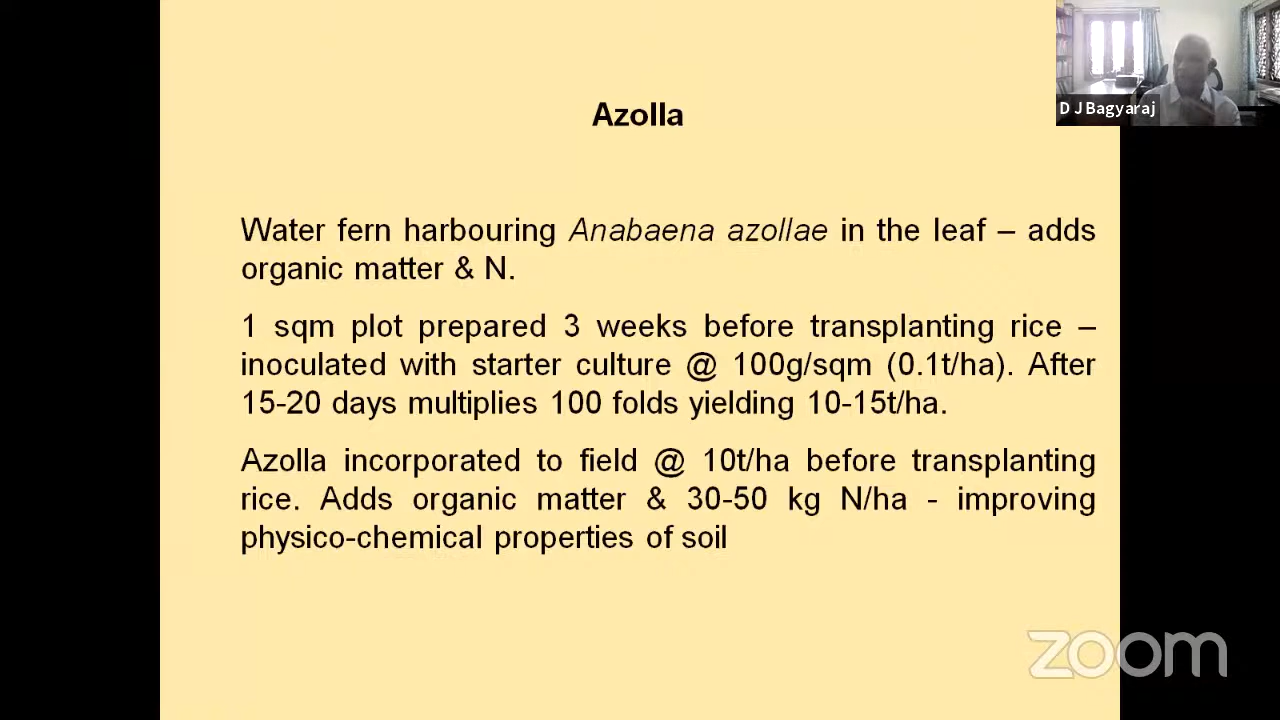 D J Bagyaraj
Azolla
Water fern harbouring Anabaena azollae in the leaf – adds
organic matter & N.
1 sqm plot prepared 3 weeks before transplanting rice –
inoculated with starter culture @ 100g/sqm (0.1t/ha). After
15-20 days multiplies 100 folds yielding 10-15t/ha.
Azolla incorporated to field @ 10t/ha before transplanting
rice. Adds organic matter & 30-50 kg N/ha - improving
physico-chemical properties of soil
zoom